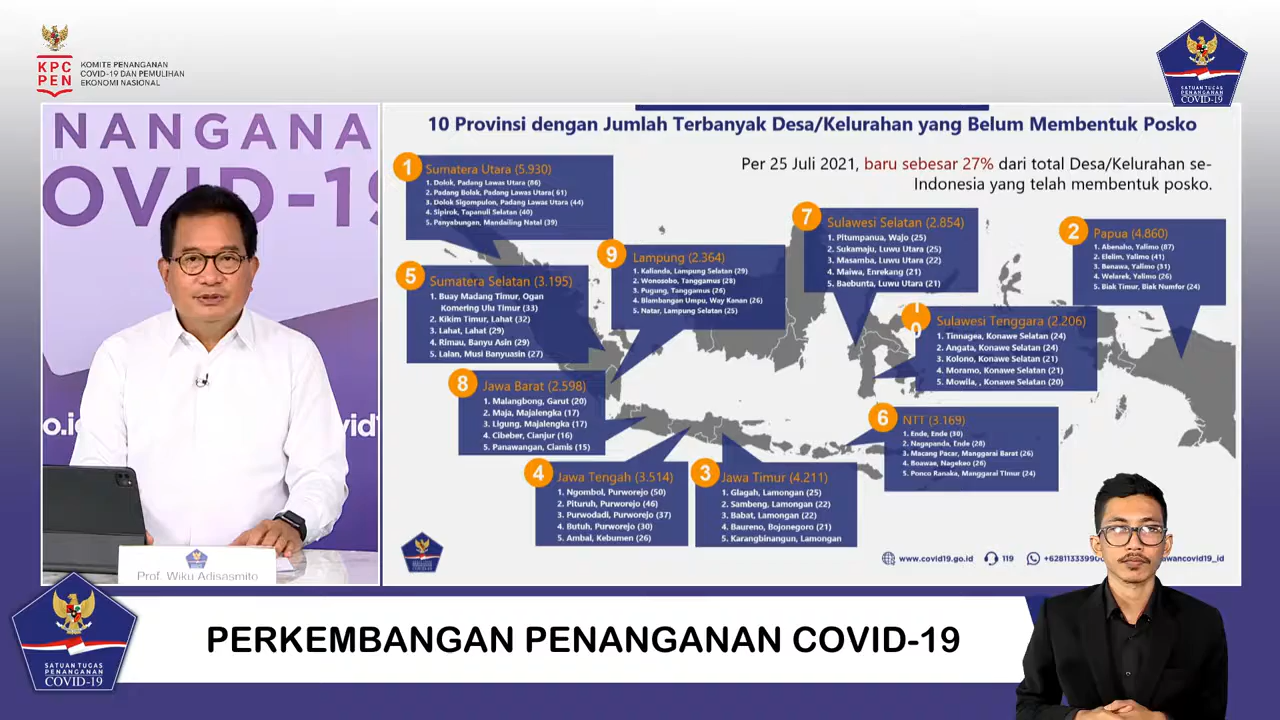 KPC
PEN
KOMITE PENANGANAN
COVID-19 DAN PEMULIHAN
EKONOMI NASIONAL
SATUAN TUGAS
PENANGANAN
COVID-19
NANGANA
OVID-19
10 Provinsi dengan Jumlah Terbanyak Desa/Kelurahan yang Belum Membentuk Posko
Per 25 Juli 2021, baru sebesar 27% dari total Desa/Kelurahan se-
Indonesia yang telah membentuk posko.
1
Sumatera Utara (5.930)
1. Dolok, Padang Lawas Utara (86)
2. Padang Bolak, Padang Lawas Utara( 61)
3. Dolok Sigompulon, Padang Lawas Utara (44)
4. Sipirok, Tapanuli Selatan (40)
5. Panyabungan, Mandailing Natal (39)
7
Sulawesi Selatan (2.854)
1. Pitumpanua, Wajo (25)
2. Sukamaju, Luwu Utara (25)
3. Masamba, Luwu Utara (22)
4. Maiwa, Enrekang (21)
5. Baebunta, Luwu Utara (21)
2
Papua (4.860)
1. Abenaho, Yalimo (87)
2. Elelim, Yalimo (41)
3. Benawa, Yalimo (31)
4. Welarek, Yalimo (26)
5. Biak Timur, Biak Numfor (24)
9
Lampung (2.364)
1. Kalianda, Lampung Selatan (29)
2. Wonosobo, Tanggamus (28)
3. Pugung, Tanggamus (26)
4. Blambangan Umpu, Way Kanan (26)
5. Natar, Lampung Selatan (25)
5
Sumatera Selatan (3.195)
1. Buay Madang Timur, Ogan
Komering Ulu Timur (33)
2. Kikim Timur, Lahat (32)
3. Lahat, Lahat (29)
4. Rimau, Banyu Asin (29)
5. Lalan, Musi Banyuasin (27)
10
Sulawesi Tenggara (2.206)
1. Tinnagea, Konawe Selatan (24)
2. Angata, Konawe Selatan (24)
3. Kolono, Konawe Selatan (21)
4. Moramo, Konawe Selatan (21)
5. Mowila, , Konawe Selatan (20)
8
Jawa Barat (2.598)
1. Malangbong, Garut (20)
2. Maja, Majalengka (17)
3. Ligung, Majalengka (17)
4. Cibeber, Cianjur (16)
5. Panawangan, Ciamis (15)
6
NTT (3.169)
1. Ende, Ende (30)
2. Nagapanda, Ende (28)
3. Macang Pacar, Manggarai Barat (26)
4. Boawae, Nagekeo (26)
5. Ponco Ranaka, Manggarai Timur (24)
4
Jawa Tengah (3.514)
1. Ngombol, Purworejo (50)
2. Pituruh, Purworejo (46)
3. Purwodadi, Purworejo (37)
4. Butuh, Purworejo (30)
5. Ambal, Kebumen (26)
3
Jawa Timur (4.211)
1. Glagah, Lamongan (25)
2. Sambeng, Lamongan (22)
3. Babat, Lamongan (22)
4. Baureno, Bojonegoro (21)
5. Karangbinangun, Lamongan
o.id
vid
www.covid19.go.id
119
+62811333990
awancovid19_id
Prof. Wiku Adisasmito
SATUAN TUGAS
PENANGANAN
COVID-19
PERKEMBANGAN PENANGANAN COVID-19